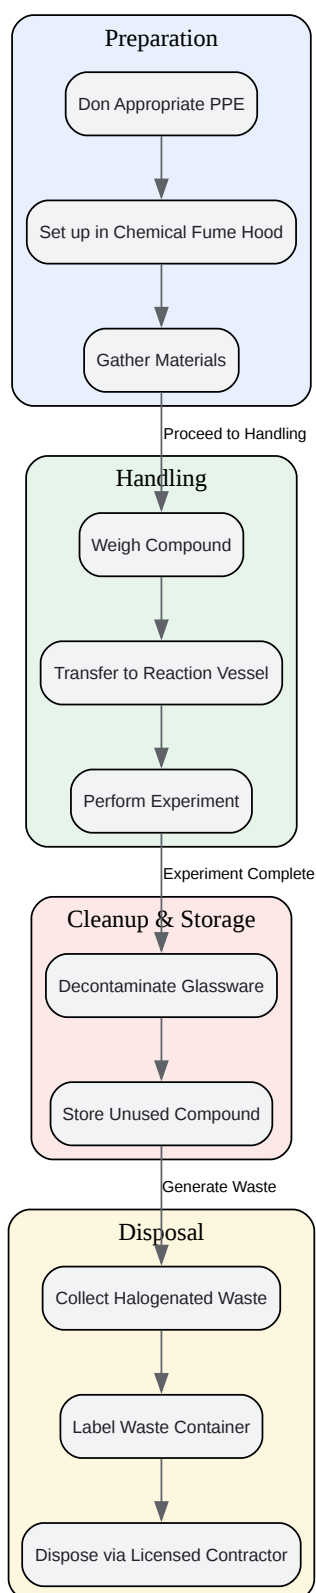 Preparation
Don Appropriate PPE
Set up in Chemical Fume Hood
Gather Materials
Proceed to Handling
Handling
Weigh Compound
Transfer to Reaction Vessel
Perform Experiment
Experiment Complete
Cleanup & Storage
Decontaminate Glassware
Store Unused Compound
Generate Waste
Disposal
Collect Halogenated Waste
Label Waste Container
Dispose via Licensed Contractor